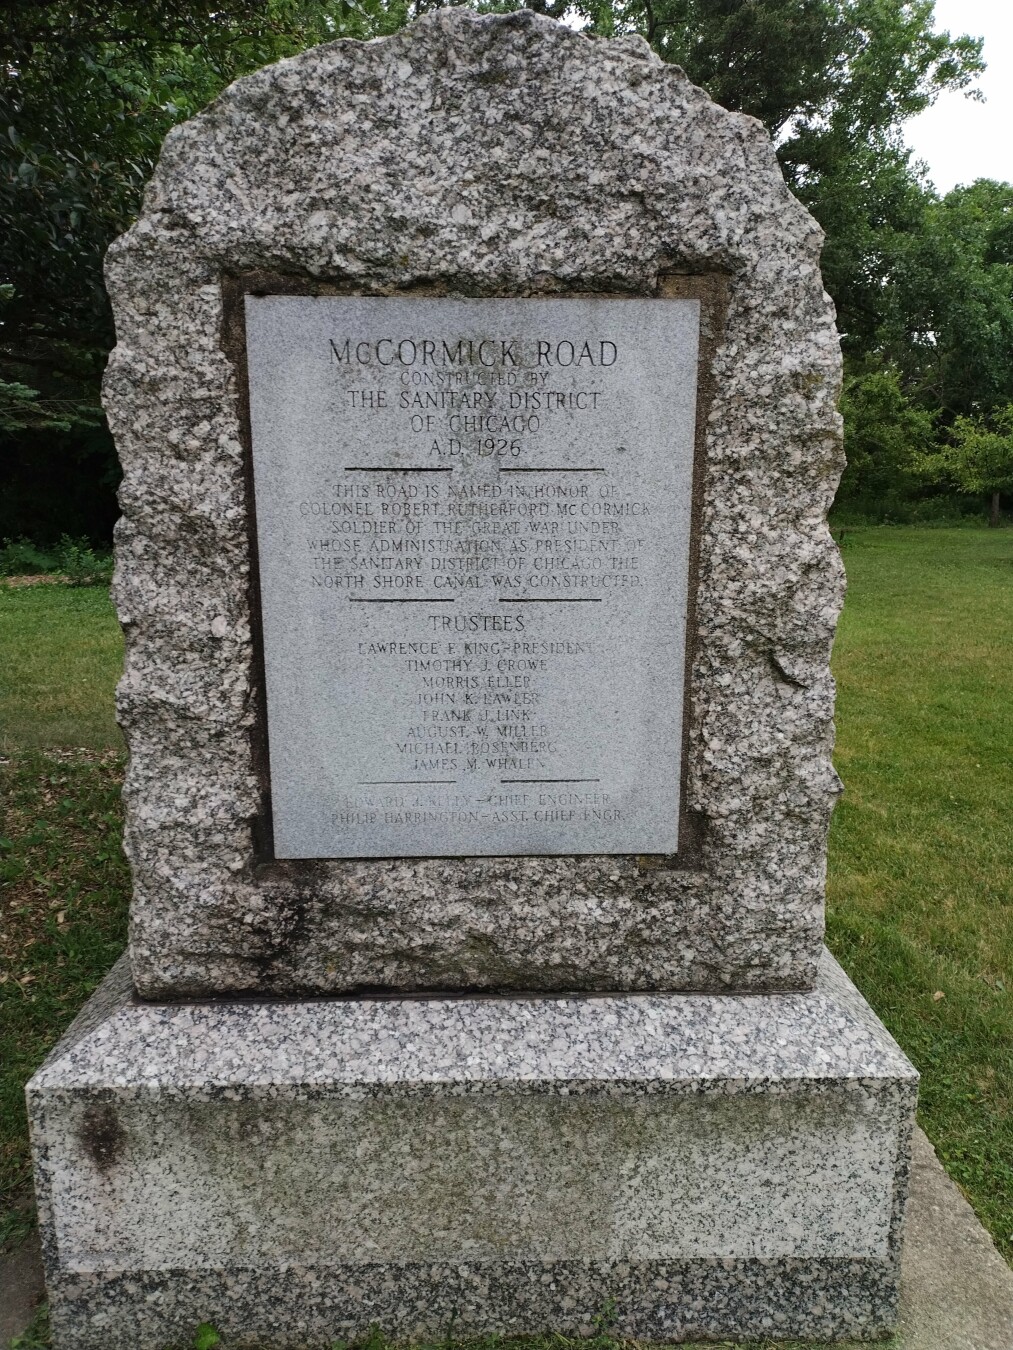 McCORMICK ROAD
CONSTRUCTED BY
THE SANITARY DISTRICT
OF CHICAGO
A.D. 1926
THIS ROAD IS NAMED IN HONOR OF
COLONEL ROBERT RUTHERFORD McCORMICK
SOLDIER OF THE GREAT WAR UNDER
WHOSE ADMINISTRATION AS PRESIDENT OF
THE SANITARY DISTRICT OF CHICAGO THE
NORTH SHORE CANAL WAS CONSTRUCTED.
TRUSTEES
LAWRENCE F. KING—PRESIDENT
TIMOTHY J. CROWE
MORRIS ELLER
JOHN K. LAWLER
FRANK J. LINK
AUGUST W. MILLER
MICHAEL ROSENBERG
JAMES M. WHALEN
EDWARD J. KELLY—CHIEF ENGINEER
PHILIP HARRINGTON—ASST. CHIEF ENGR.